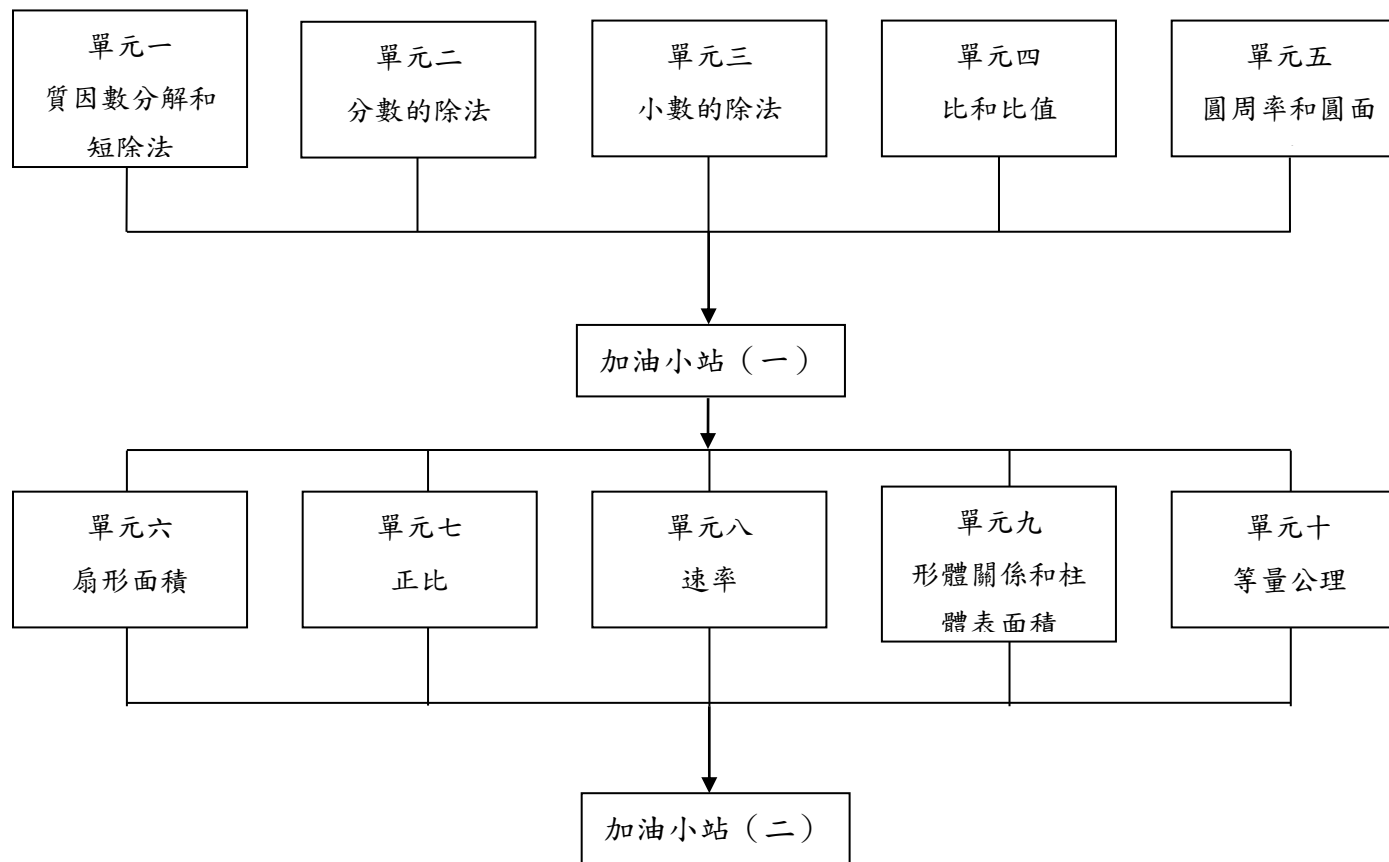 單元一
質因數分解和
短除法
單元二
分數的除法
單元三
小數的除法
單元四
比和比值
單元五
圓周率和圓面
加油小站（一）
單元六
扇形面積
單元七
正比
單元八
速率
單元九
形體關係和柱
體表面積
單元十
等量公理
加油小站（二）